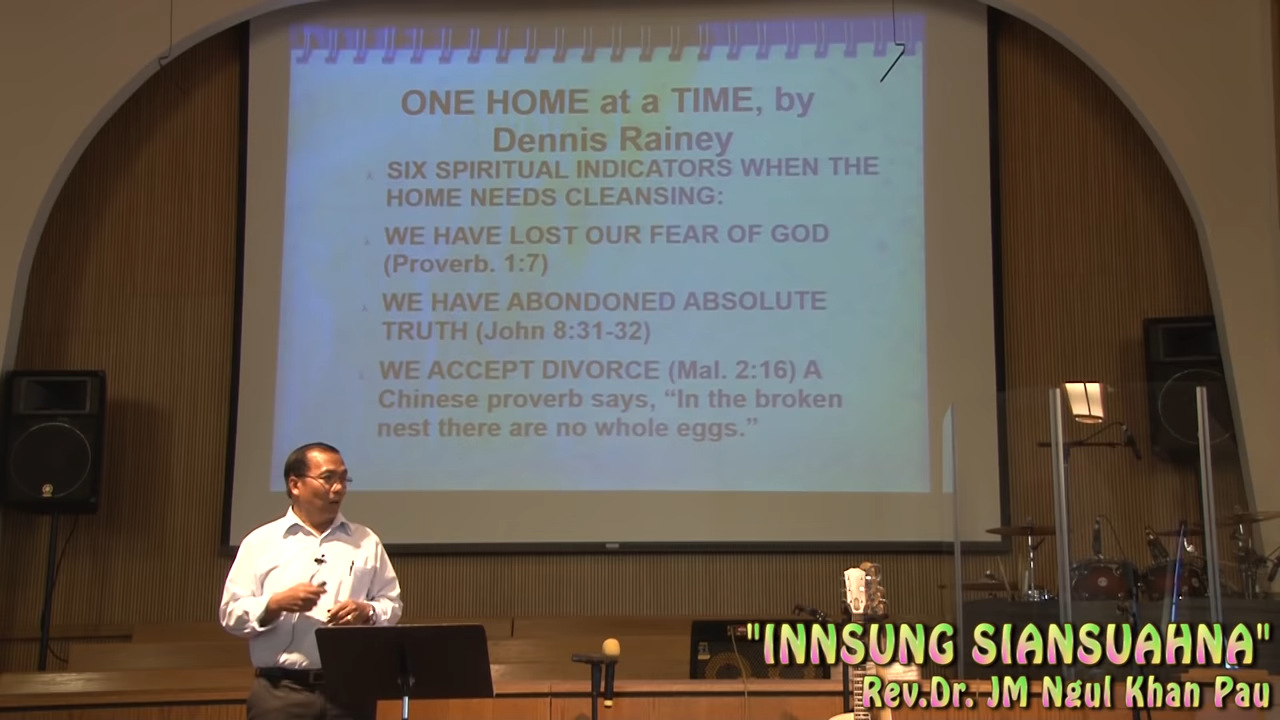 ONE HOME at a TIME, by
Dennis Rainey
SIX SPIRITUAL INDICATORS WHEN THE
HOME NEEDS CLEANSING:
WE HAVE LOST OUR FEAR OF GOD
(Proverb. 1:7)
WE HAVE ABONDONED ABSOLUTE
TRUTH (John 8:31-32)
WE ACCEPT DIVORCE (Mal. 2:16) A
Chinese proverb says, “In the broken
nest there are no whole eggs.”
"INNSUNG SIANSUAHNA"
Rev.Dr. JM Ngul Khan Pau